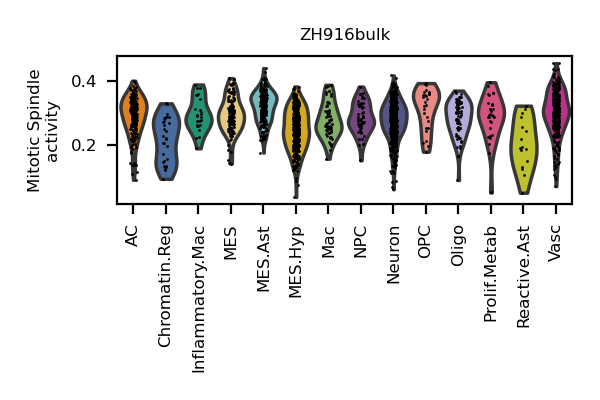 ZH916bulk
Mitotic Spindle
activity
0.4
0.2
AC
Chromatin.Reg
Inflammatory.Mac
MES
MES.Ast
MES.Hyp
Mac
NPC
Neuron
OPC
Oligo
Prolif.Metab
Reactive.Ast
Vasc